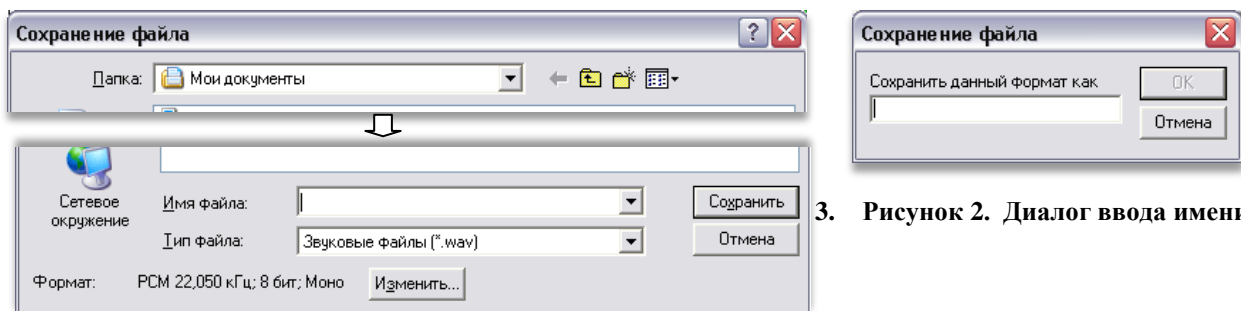 Сохранение файла
Папка: Мои документы
Сетевое окружение
Имя файла:
Сохранить
Тип файла: Звуковые файлы (*.wav)
Отмена
Формат: PCM 22,050 кГц; 8 бит; Моно Изменить...
Сохранение файла
Сохранить данный формат как
OK
Отмена
3. Рисунок 2. Диалог ввода имени